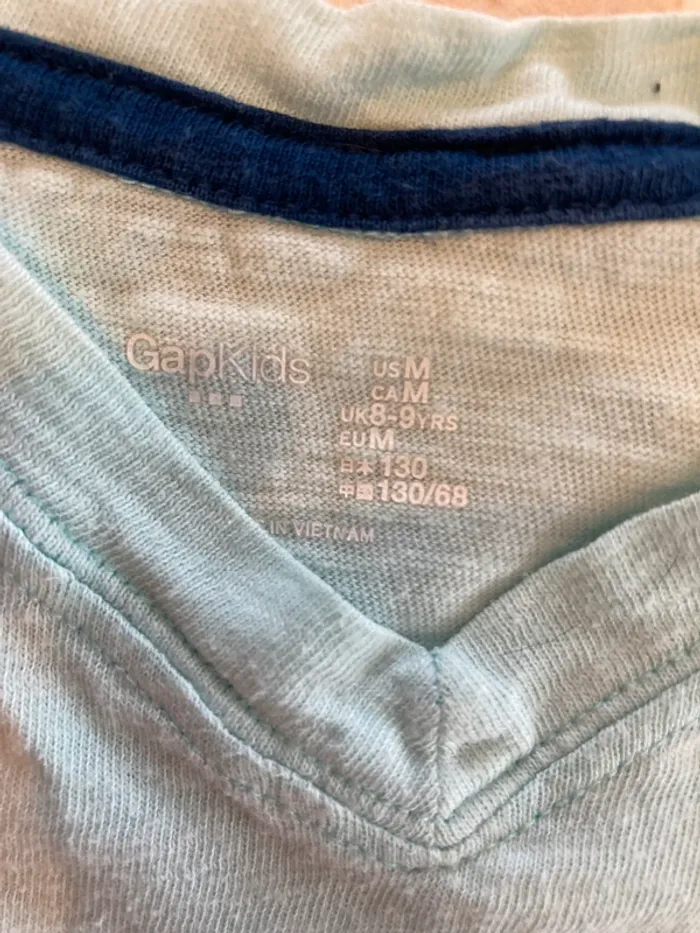 GapKids
US M
CA M
UK 8-9 YRS
EU M
日本 130
中國 130/68
IN VIETNAM